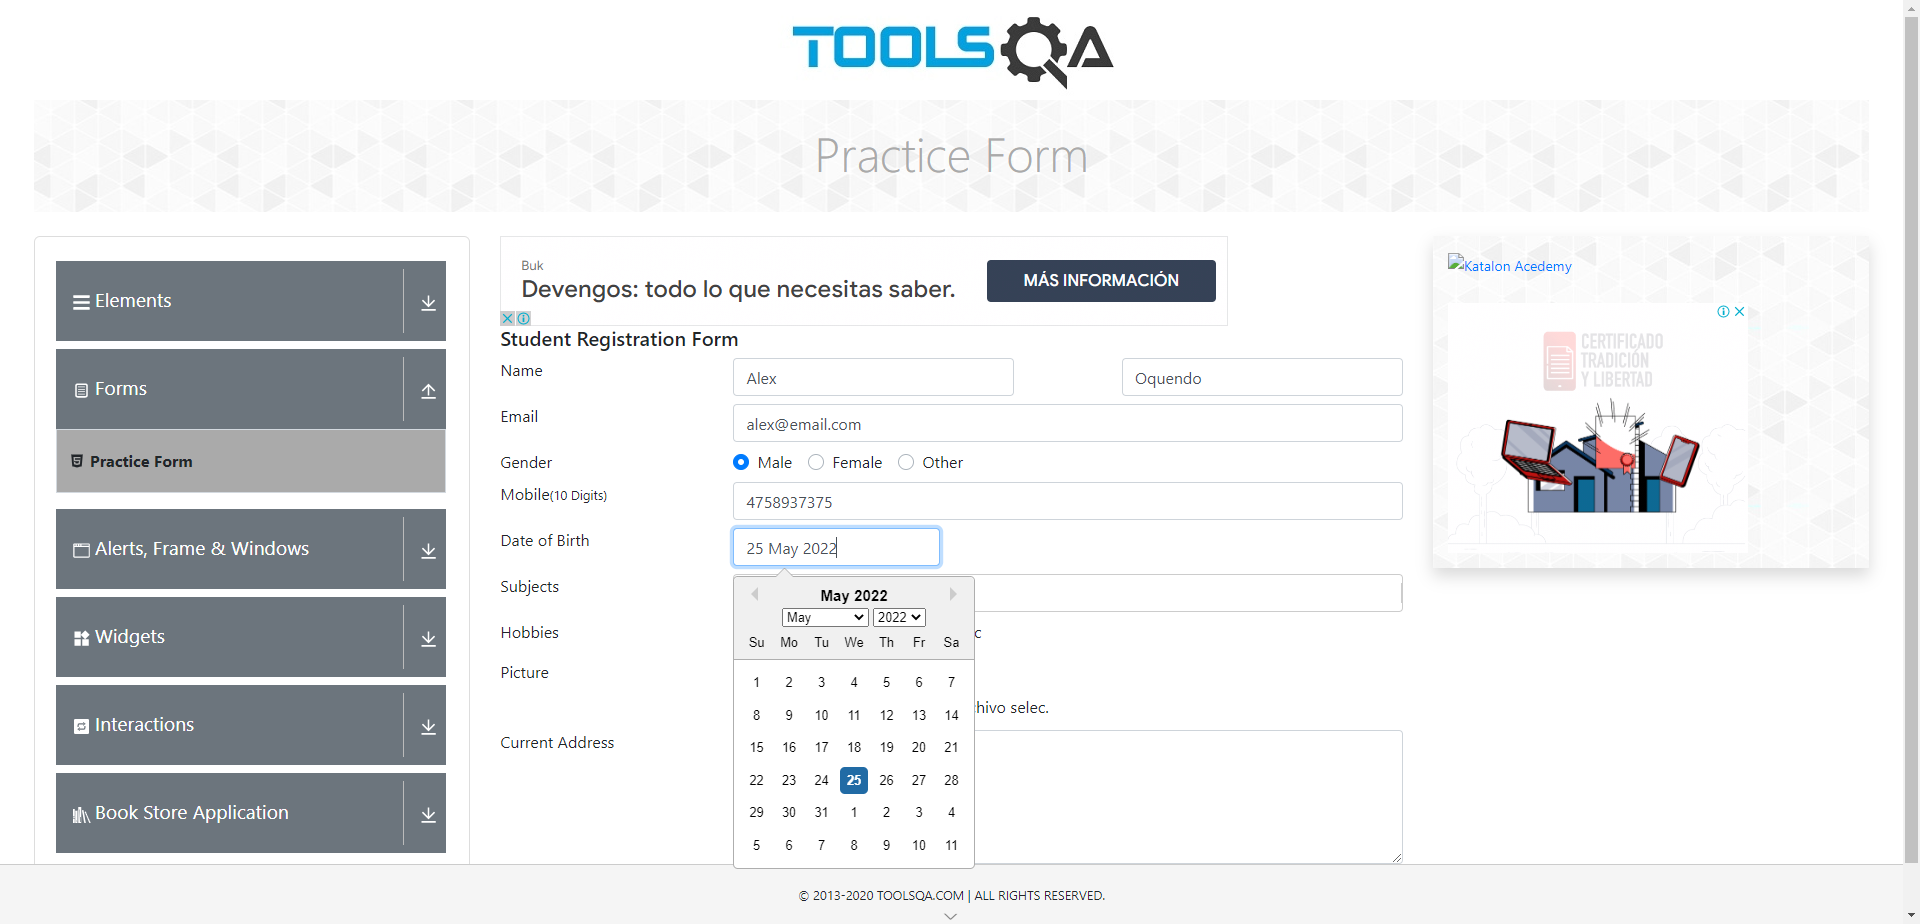 TOOLSQA
Practice Form
Elements
Forms
Practice Form
Alerts, Frame & Windows
Widgets
Interactions
Book Store Application
Buk
Devengos: todo lo que necesitas saber.
MÁS INFORMACIÓN
Student Registration Form
Name
Alex
Oquendo
Email
alex@email.com
Gender
Male
Female
Other
Mobile(10 Digits)
4758937375
Date of Birth
25 May 2022
Subjects
Hobbies
c
Picture
hivo selec.
Current Address
May 2022
May
2022
Su Mo Tu We Th Fr Sa
1 2 3 4 5 6 7
8 9 10 11 12 13 14
15 16 17 18 19 20 21
22 23 24 25 26 27 28
29 30 31 1 2 3 4
5 6 7 8 9 10 11
Katalon Acedemy
CERTIFICADO
TRADICIÓN
Y LIBERTAD
© 2013-2020 TOOLSQA.COM | ALL RIGHTS RESERVED.